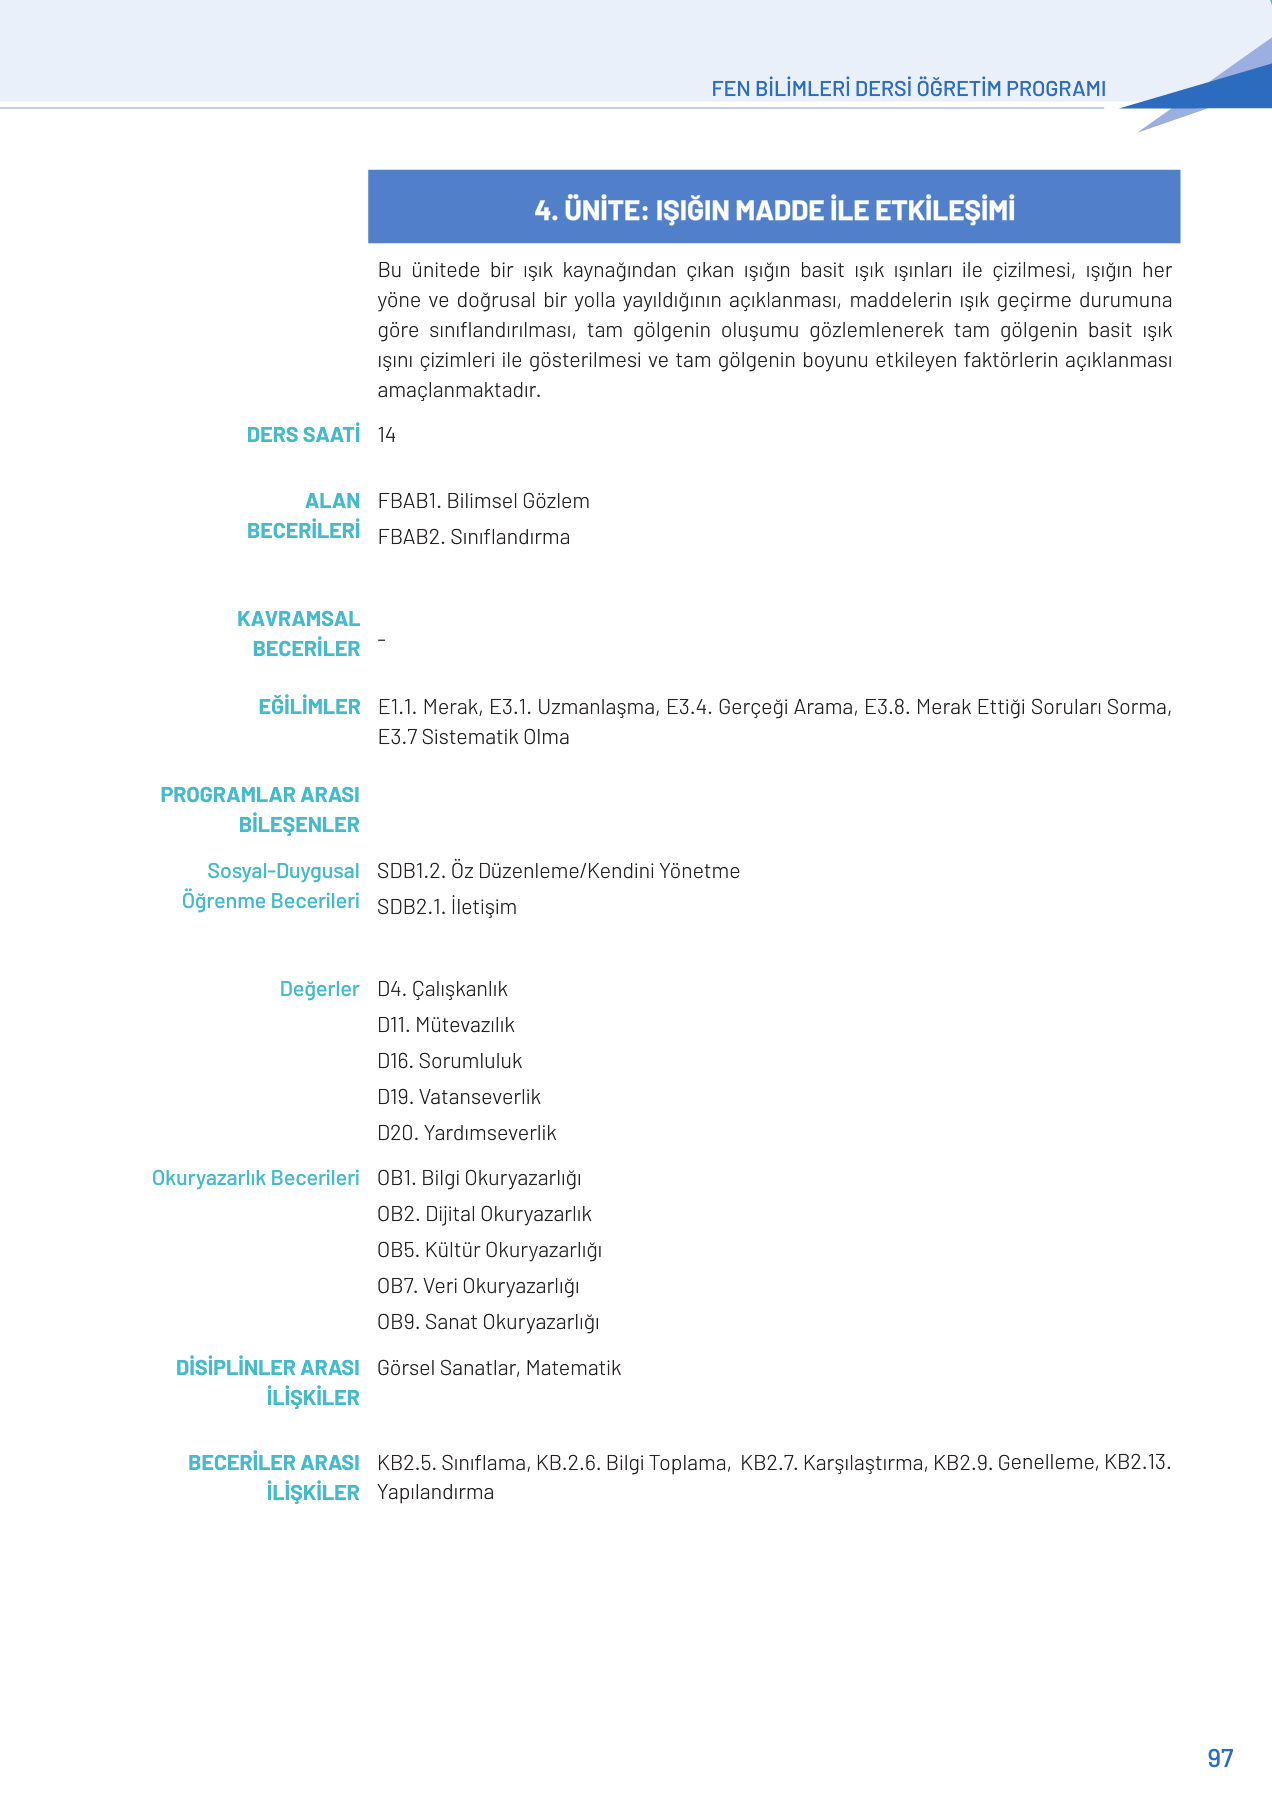 FEN BİLİMLERİ DERSİ ÖĞRETİM PROGRAMI
4. ÜNİTE: IŞIĞIN MADDE İLE ETKİLEŞİMİ
Bu ünitede bir ışık kaynağından çıkan ışığın basit ışık ışınları ile çizilmesi, ışığın her
yöne ve doğrusal bir yolla yayıldığının açıklanması, maddelerin ışık geçirme durumuna
göre sınıflandırılması, tam gölgenin oluşumu gözlemlenerek tam gölgenin basit ışık
ışını çizimleri ile gösterilmesi ve tam gölgenin boyunu etkileyen faktörlerin açıklanması
amaçlanmaktadır.
DERS SAATİ 14
ALAN
BECERİLERİ
FBAB1. Bilimsel Gözlem
FBAB2. Sınıflandırma
KAVRAMSAL
BECERİLER
-
EĞİLİMLER E1.1. Merak, E3.1. Uzmanlaşma, E3.4. Gerçeği Arama, E3.8. Merak Ettiği Soruları Sorma,
E3.7 Sistematik Olma
PROGRAMLAR ARASI
BİLEŞENLER
Sosyal-Duygusal
Öğrenme Becerileri
SDB1.2. Öz Düzenleme/Kendini Yönetme
SDB2.1. İletişim
Değerler D4. Çalışkanlık
D11. Mütevazılık
D16. Sorumluluk
D19. Vatanseverlik
D20. Yardımseverlik
Okuryazarlık Becerileri OB1. Bilgi Okuryazarlığı
OB2. Dijital Okuryazarlık
OB5. Kültür Okuryazarlığı
OB7. Veri Okuryazarlığı
OB9. Sanat Okuryazarlığı
DİSİPLİNLER ARASI
İLİŞKİLER
Görsel Sanatlar, Matematik
BECERİLER ARASI
İLİŞKİLER
KB2.5. Sınıflama, KB.2.6. Bilgi Toplama, KB2.7. Karşılaştırma, KB2.9. Genelleme, KB2.13.
Yapılandırma
97